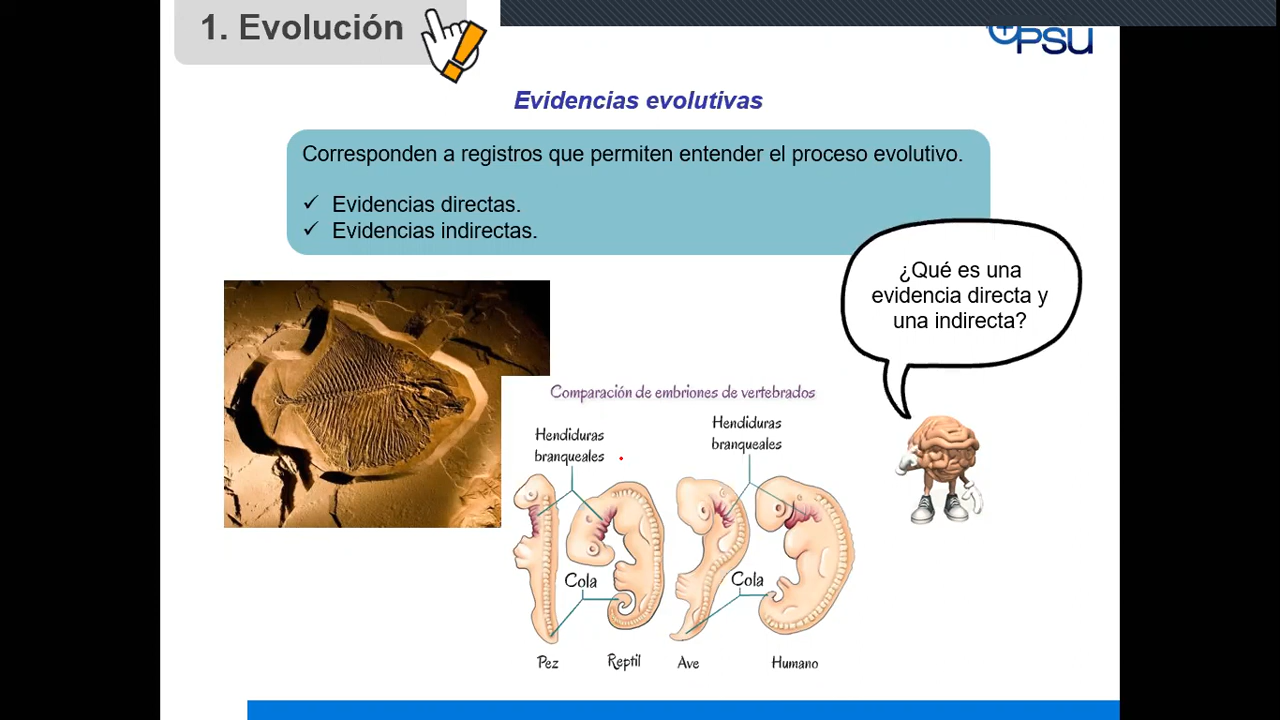 1. Evolución
PSU
Evidencias evolutivas
Corresponden a registros que permiten entender el proceso evolutivo.
✓ Evidencias directas.
✓ Evidencias indirectas.
¿Qué es una
evidencia directa y
una indirecta?
Comparación de embriones de vertebrados
Hendiduras
branqueales
Hendiduras
branqueales
Cola
Cola
Pez
Reptil
Ave
Humano